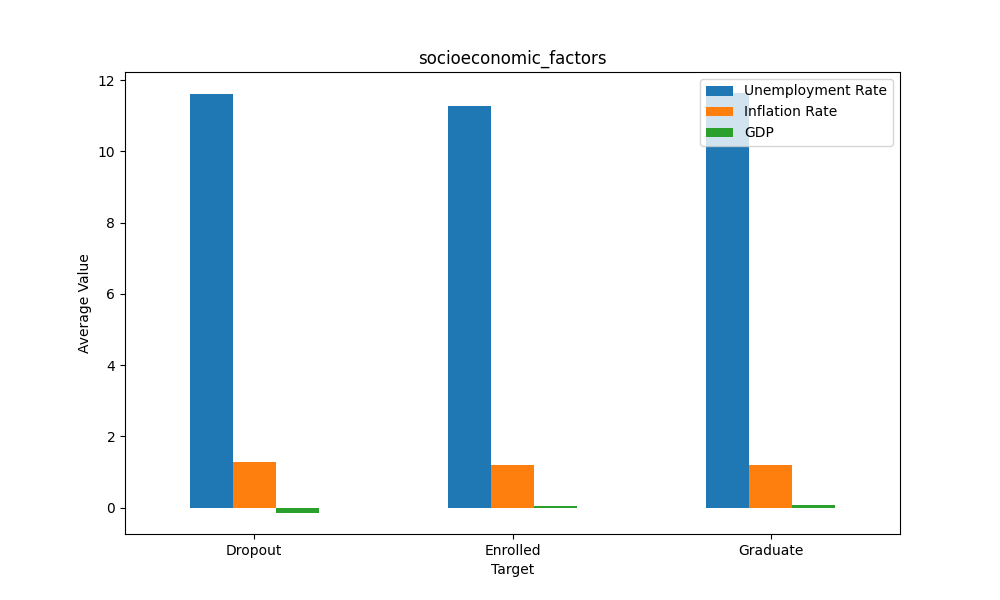 socioeconomic_factors
Unemployment Rate
Inflation Rate
GDP
Average Value
12
10
8
6
4
2
0
Dropout
Enrolled
Graduate
Target